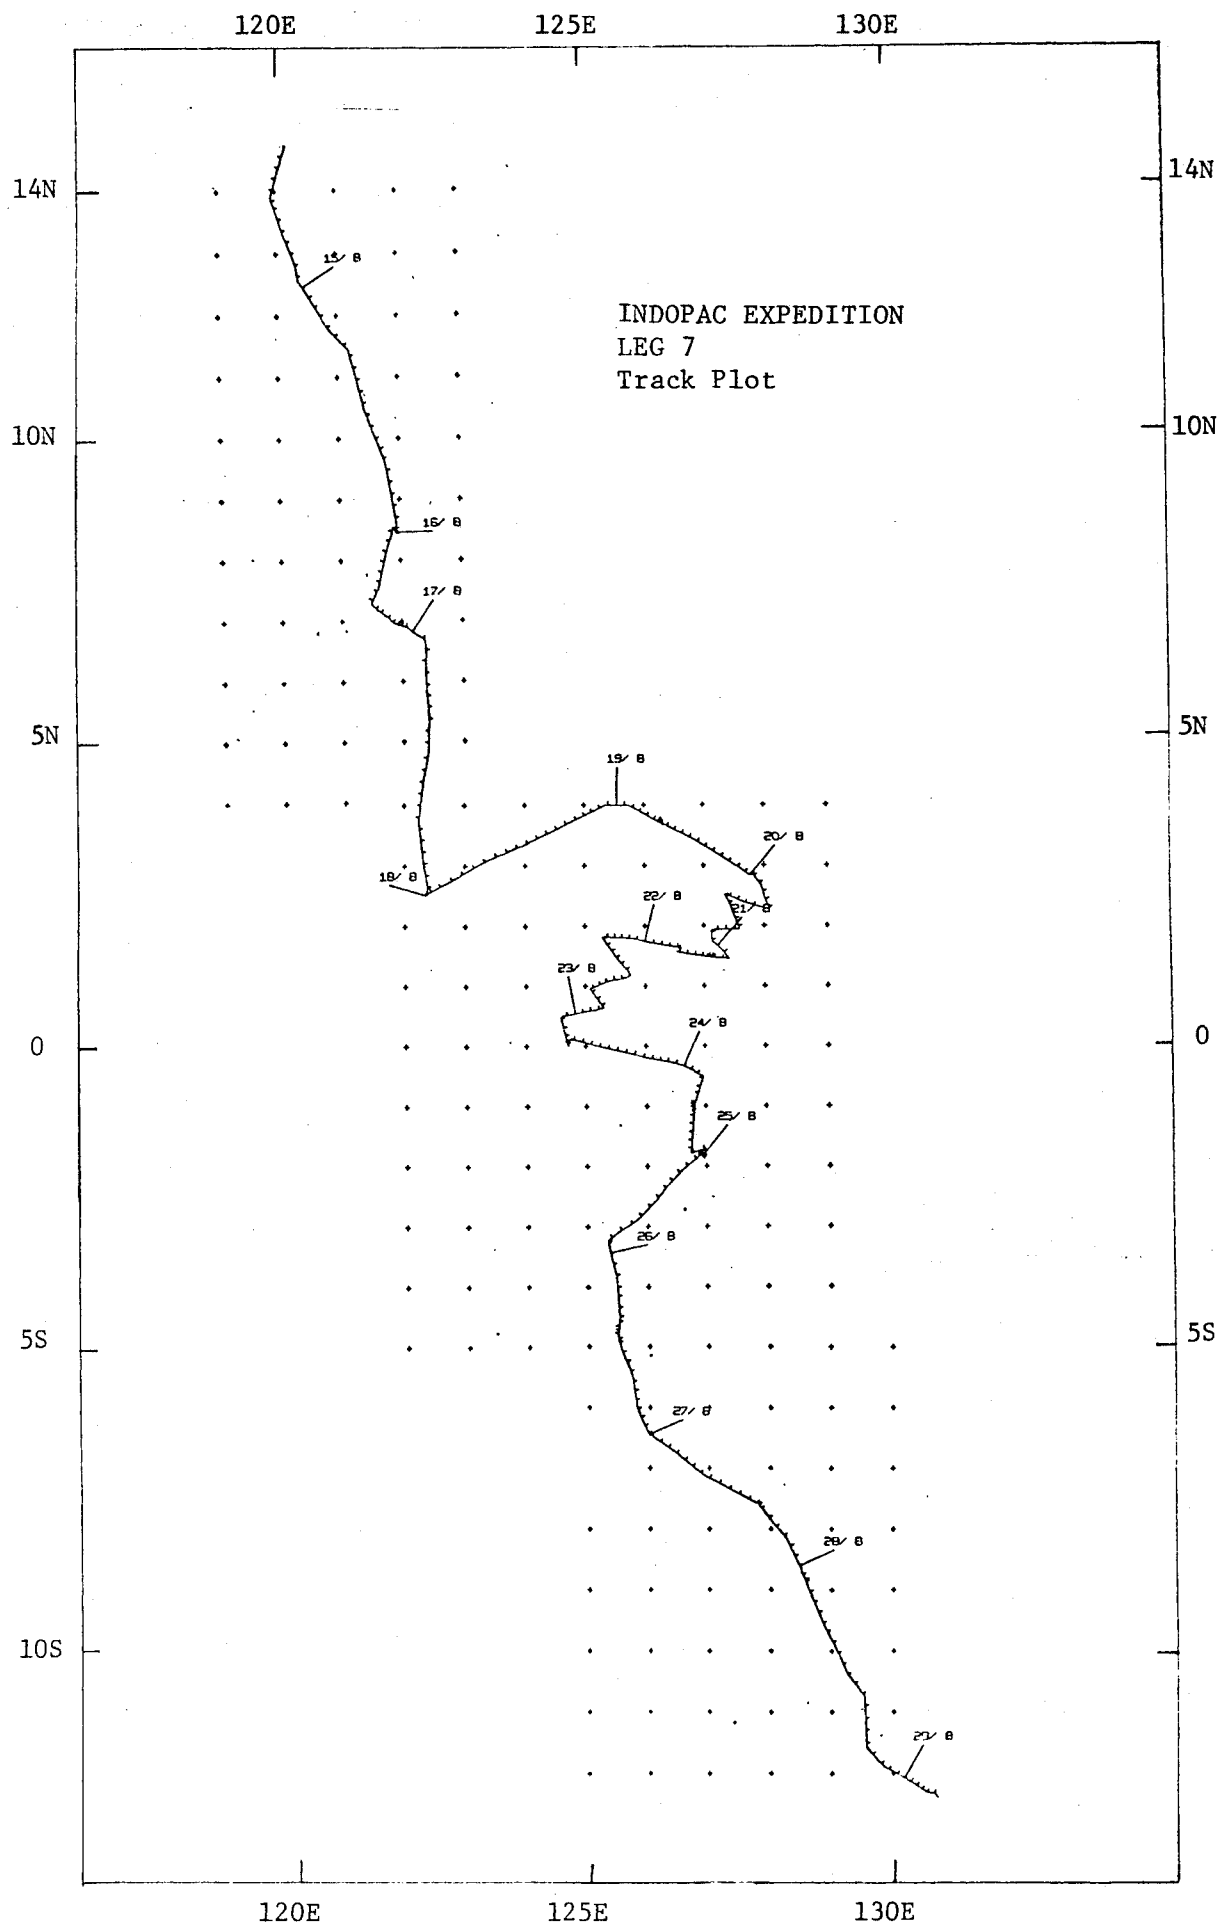 120E 125E 130E
14N 14N
15/ 8
INDOPAC EXPEDITION
LEG 7
Track Plot
10N 10N
16/ 8
17/ 8
5N 5N
19/ 8
20/ 8
18/ 8
22/ 8
21/ 8
23/ 8
24/ 8
0 0
25/ 8
26/ 8
5S 5S
27/ 8
28/ 8
10S
29/ 8
120E 125E 130E